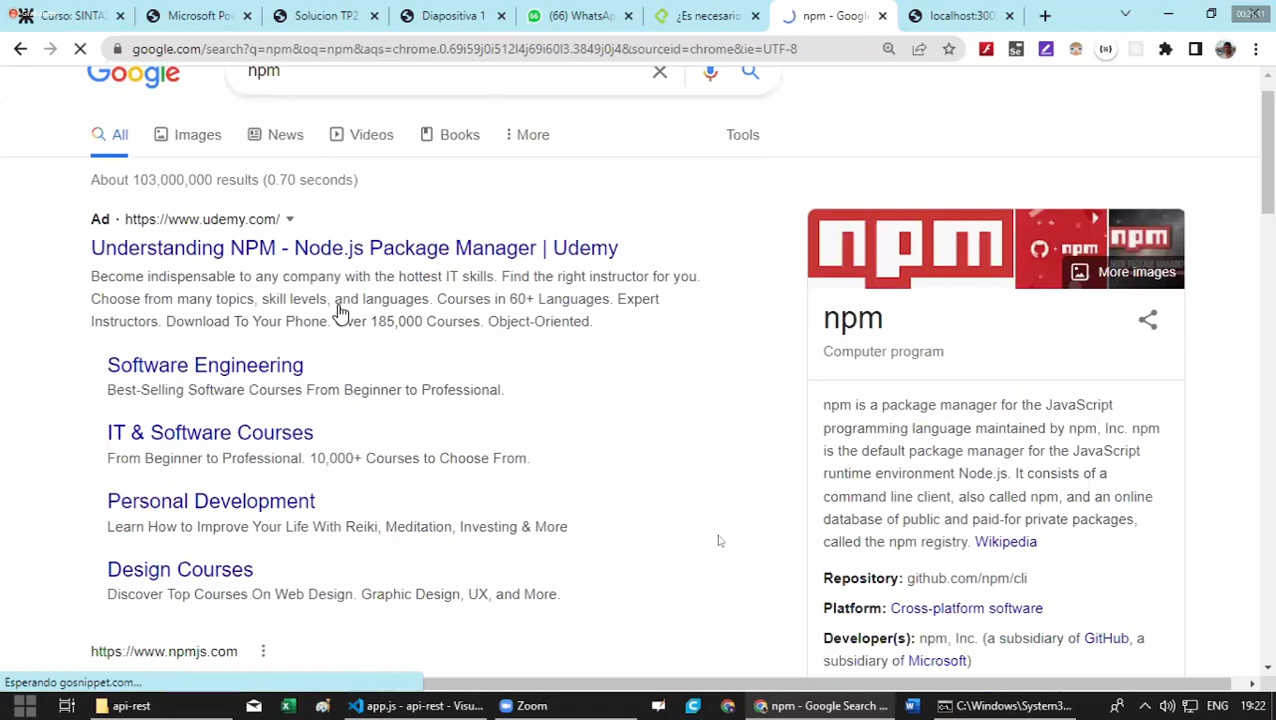 Curso: SINTA
Microsoft Po
Solucion TP2
Diapositiva 1
(66) WhatsA
¿Es necesario
npm - Goog
localhost:300
00:21:11
google.com/search?q=npm&oq=npm&aqs=chrome.0.69i59j0i512l4j69i60l3.3849j0j4&sourceid=chrome&ie=UTF-8
Google
npm
All
Images
News
Videos
Books
More
Tools
About 103,000,000 results (0.70 seconds)
Ad · https://www.udemy.com/
Understanding NPM - Node.js Package Manager | Udemy
Become indispensable to any company with the hottest IT skills. Find the right instructor for you.
Choose from many topics, skill levels, and languages. Courses in 60+ Languages. Expert
Instructors. Download To Your Phone. Over 185,000 Courses. Object-Oriented.
Software Engineering
Best-Selling Software Courses From Beginner to Professional.
IT & Software Courses
From Beginner to Professional. 10,000+ Courses to Choose From.
Personal Development
Learn How to Improve Your Life With Reiki, Meditation, Investing & More
Design Courses
Discover Top Courses On Web Design. Graphic Design, UX, and More.
https://www.npmjs.com
npm
npm
npm
More images
npm
Computer program
npm is a package manager for the JavaScript
programming language maintained by npm, Inc. npm
is the default package manager for the JavaScript
runtime environment Node.js. It consists of a
command line client, also called npm, and an online
database of public and paid-for private packages,
called the npm registry. Wikipedia
Repository: github.com/npm/cli
Platform: Cross-platform software
Developer(s): npm, Inc. (a subsidiary of GitHub, a
subsidiary of Microsoft)
Esperando gosnippet.com...
api-rest
app.js - api-rest - Visu...
Zoom
npm - Google Search ...
C:\Windows\System3...
ENG
19:22